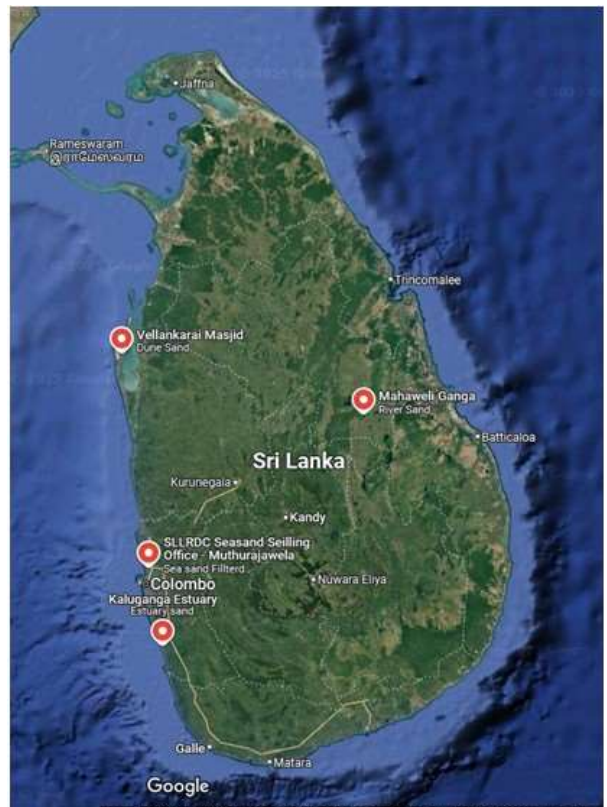 Jaffna
Rameswaram
இராமேஸ்வரம்
Trincomalee
Vellankarai Masjid
Dune Sand
Mahaweli Ganga
River Sand
Batticaloa
Sri Lanka
Kurunegala
Kandy
SLLRDC Seasand Seilling
Office - Muthurajawela
Sea sand Fillterd
Colombo
Nuwara Eliya
Kaluganga Estuary
Estuary sand
Galle
Matara
Google